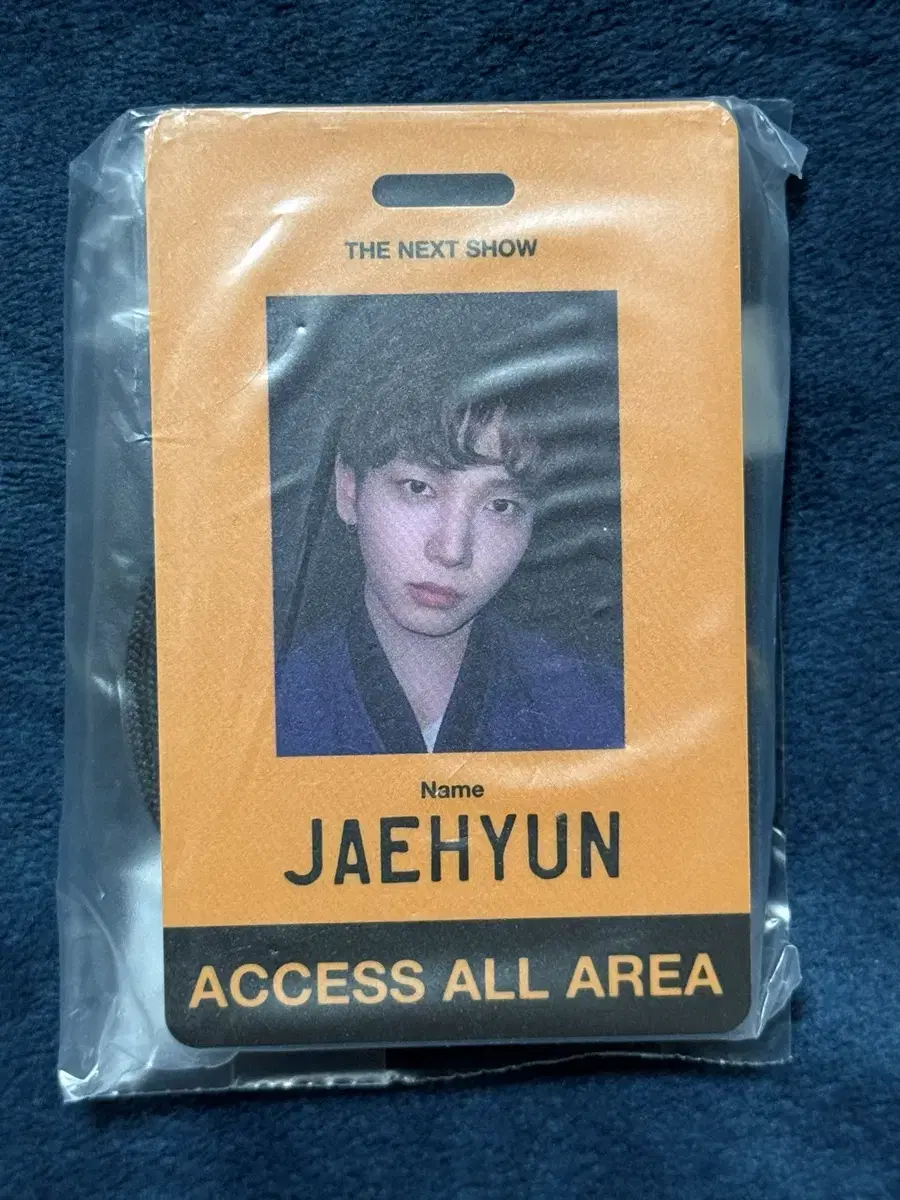 THE NEXT SHOW
Name
JAEHYUN
ACCESS ALL AREA